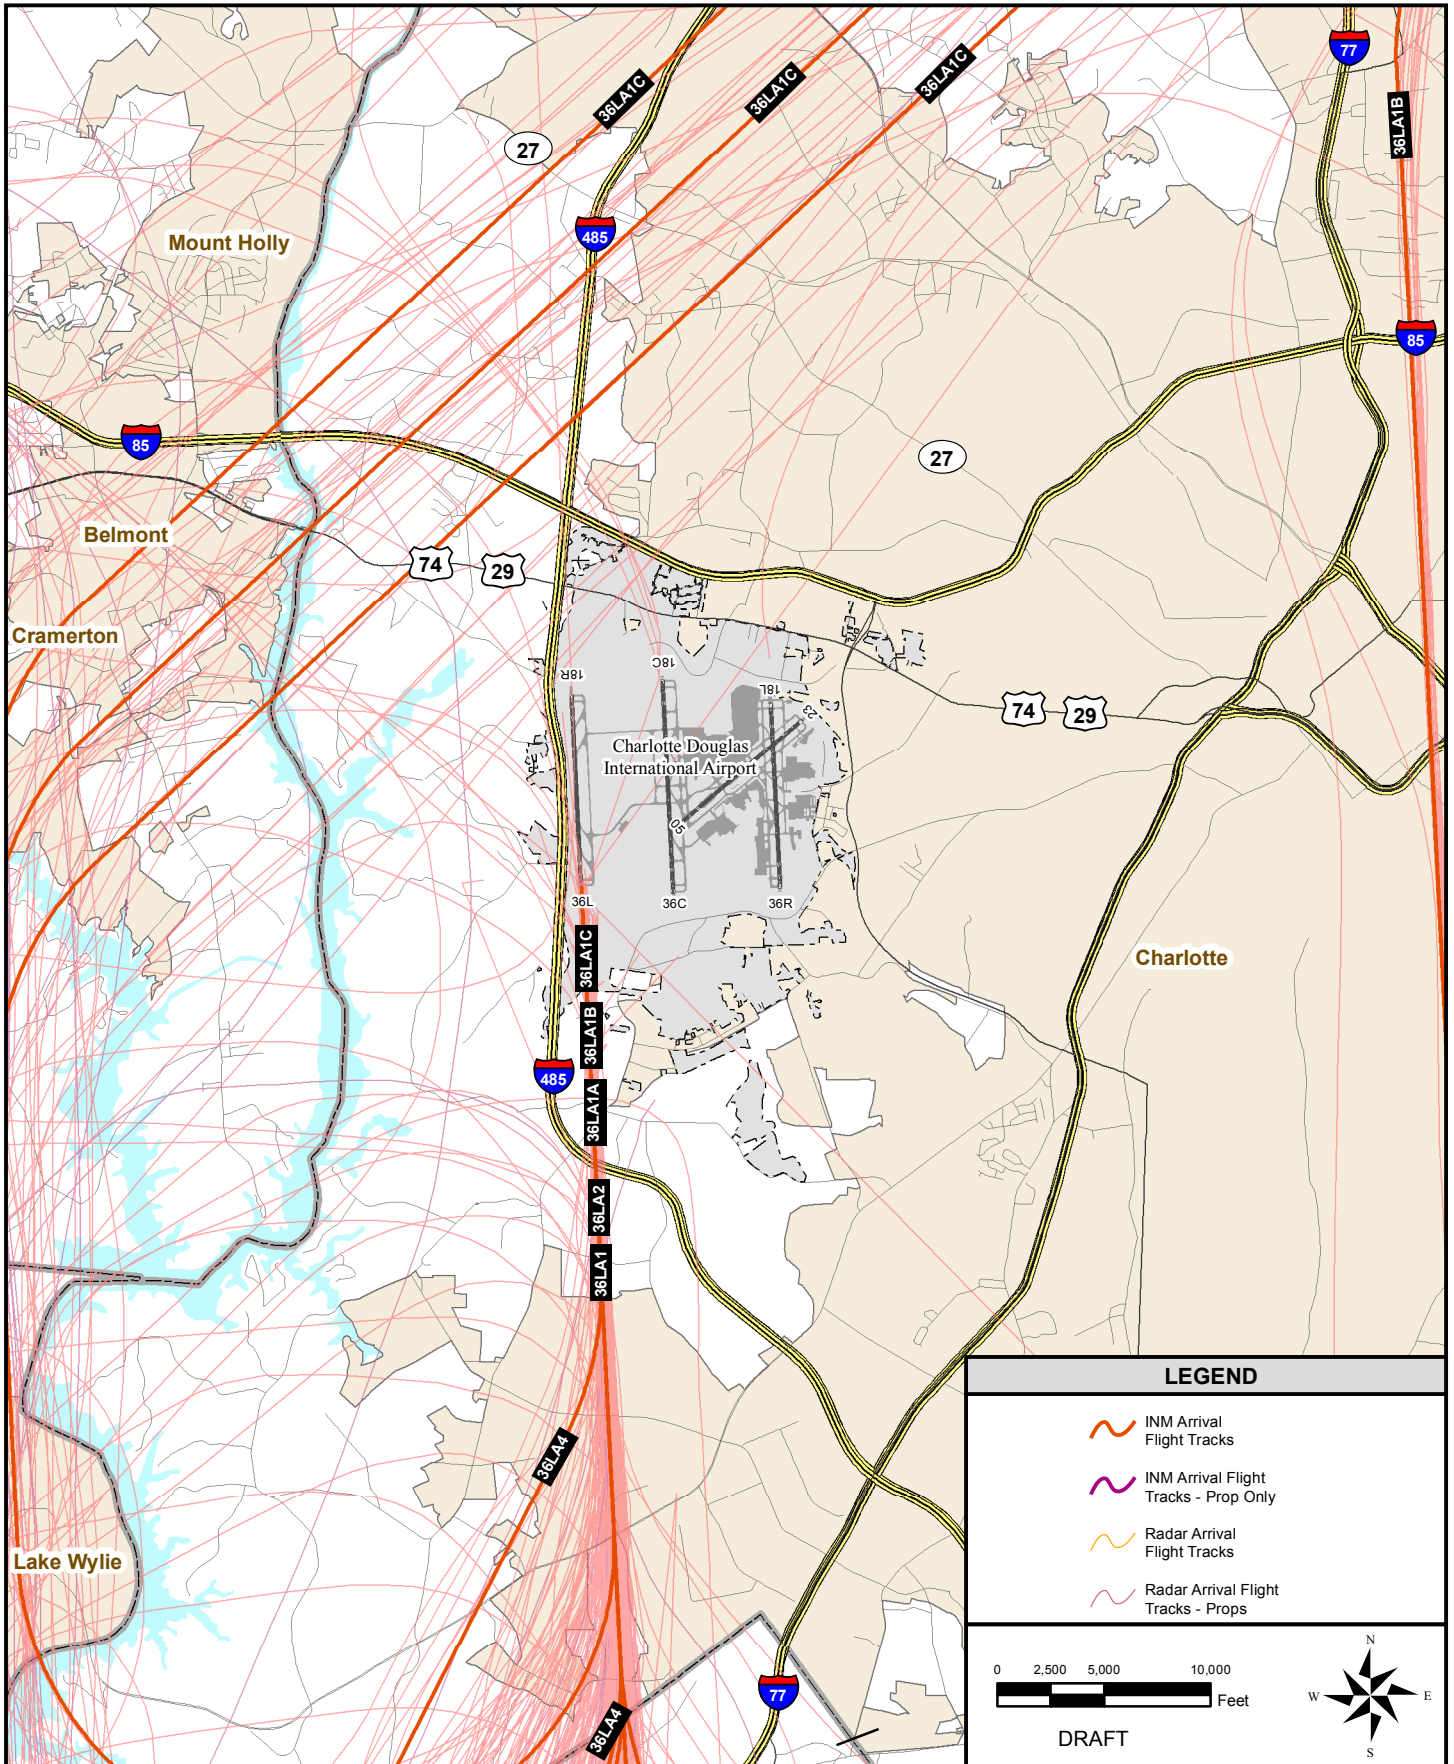 77
36LA1C
36LA1C
36LA1C
36LA1B
27
485
Mount Holly
85
85
27
Belmont
74
29
Cramerton
18R
18C
18L
23
74
29
Charlotte Douglas
International Airport
05
36L
36C
36R
36LA1C
Charlotte
36LA1B
485
36LA1A
36LA2
36LA1
LEGEND
INM Arrival
Flight Tracks
36LA4
INM Arrival Flight
Tracks - Prop Only
Radar Arrival
Flight Tracks
Lake Wylie
Radar Arrival Flight
Tracks - Props
N
W
E
S
0 2,500 5,000 10,000
Feet
77
36LA4
DRAFT